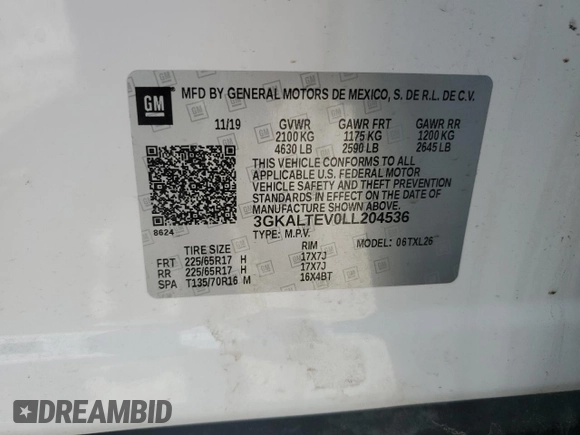 GM
MFD BY GENERAL MOTORS DE MEXICO, S. DE R.L. DE C.V.
11/19 GVWR GAWR FRT GAWR RR
2100 KG 1175 KG 1200 KG
4630 LB 2590 LB 2645 LB
THIS VEHICLE CONFORMS TO ALL
APPLICABLE U.S. FEDERAL MOTOR
VEHICLE SAFETY AND THEFT PREVENTION
STANDARDS IN EFFECT ON THE DATE OF
MANUFACTURE SHOWN ABOVE.
3GKALTEV0LL204536
8624
TYPE: M.P.V. MODEL: 06TXL26
TIRE SIZE RIM
FRT 225/65R17 H 17X7J
RR 225/65R17 H 17X7J
SPA T135/70R16 M 16X4BT
DREAMBID